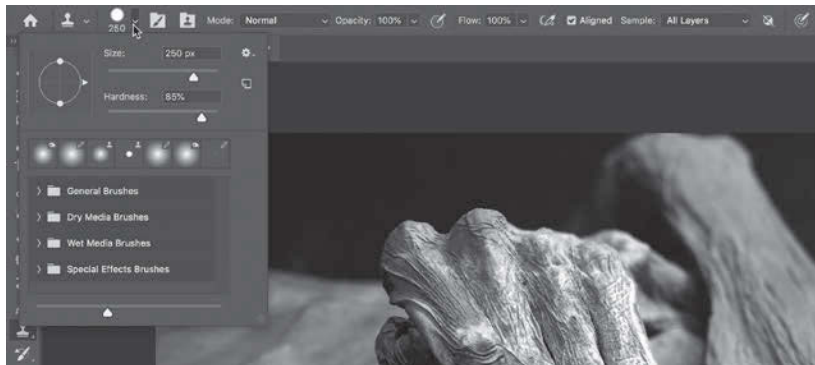 250 Mode: Normal Opacity: 100% Flow: 100% Aligned Sample: All Layers
Size: 250 px
Hardness: 85%
General Brushes
Dry Media Brushes
Wet Media Brushes
Special Effects Brushes